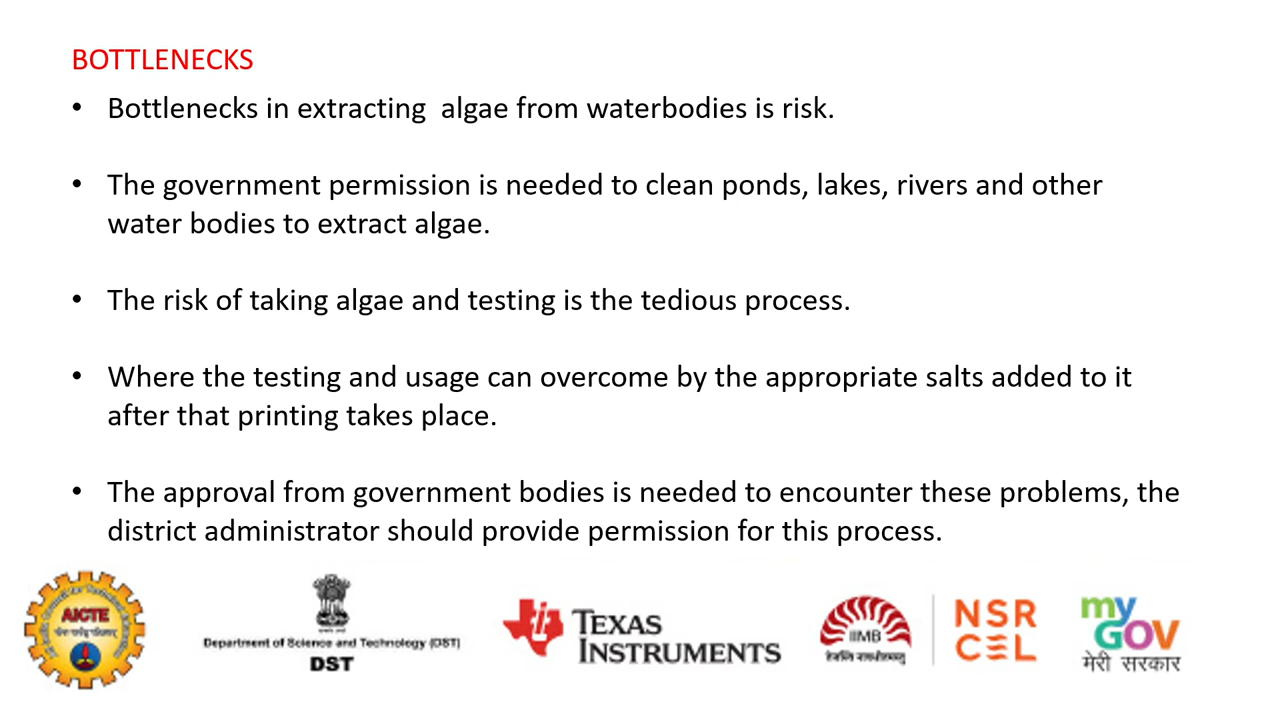 BOTTLENECKS
• Bottlenecks in extracting  algae from waterbodies is risk.
• The government permission is needed to clean ponds, lakes, rivers and other
water bodies to extract algae.
• The risk of taking algae and testing is the tedious process.
• Where the testing and usage can overcome by the appropriate salts added to it
after that printing takes place.
• The approval from government bodies is needed to encounter these problems, the
district administrator should provide permission for this process.
AICTE
Department of Science and Technology (DST)
DST
TEXAS
INSTRUMENTS
IIMB
NSR
CEL
my
GOV
मेरी सरकार